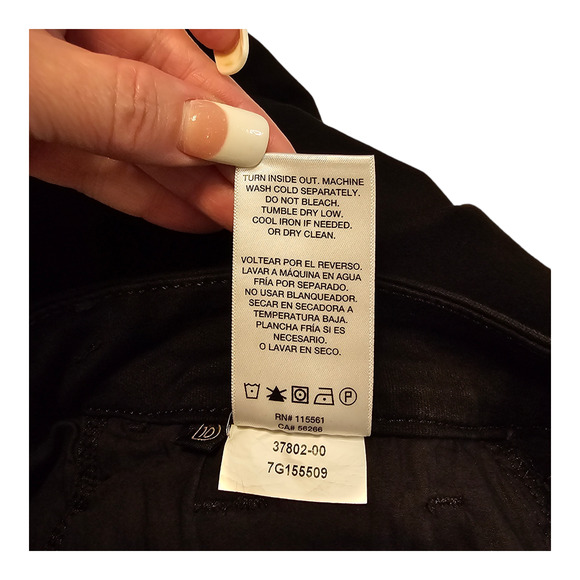 TURN INSIDE OUT. MACHINE
WASH COLD SEPARATELY.
DO NOT BLEACH.
TUMBLE DRY LOW.
COOL IRON IF NEEDED.
OR DRY CLEAN.
VOLTEAR POR EL REVERSO.
LAVAR A MÁQUINA EN AGUA
FRÍA POR SEPARADO.
NO USAR BLANQUEADOR.
SECAR EN SECADORA A
TEMPERATURA BAJA.
PLANCHA FRÍA SI ES
NECESARIO.
O LAVAR EN SECO.
P
RN# 115561
CA# 56266
10
37802-00
7G155509